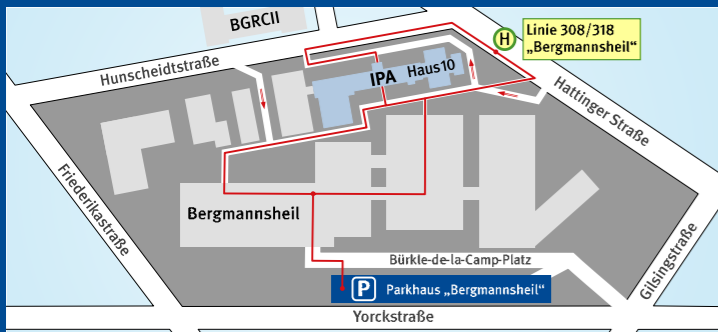 BGRCII
H
Linie 308/318
„Bergmannsheil“
Hunscheidtstraße
IPA Haus10
Hattinger Straße
Friederikastraße
Bergmannsheil
Gilsingstraße
Bürkle-de-la-Camp-Platz
P Parkhaus „Bergmannsheil“
Yorckstraße